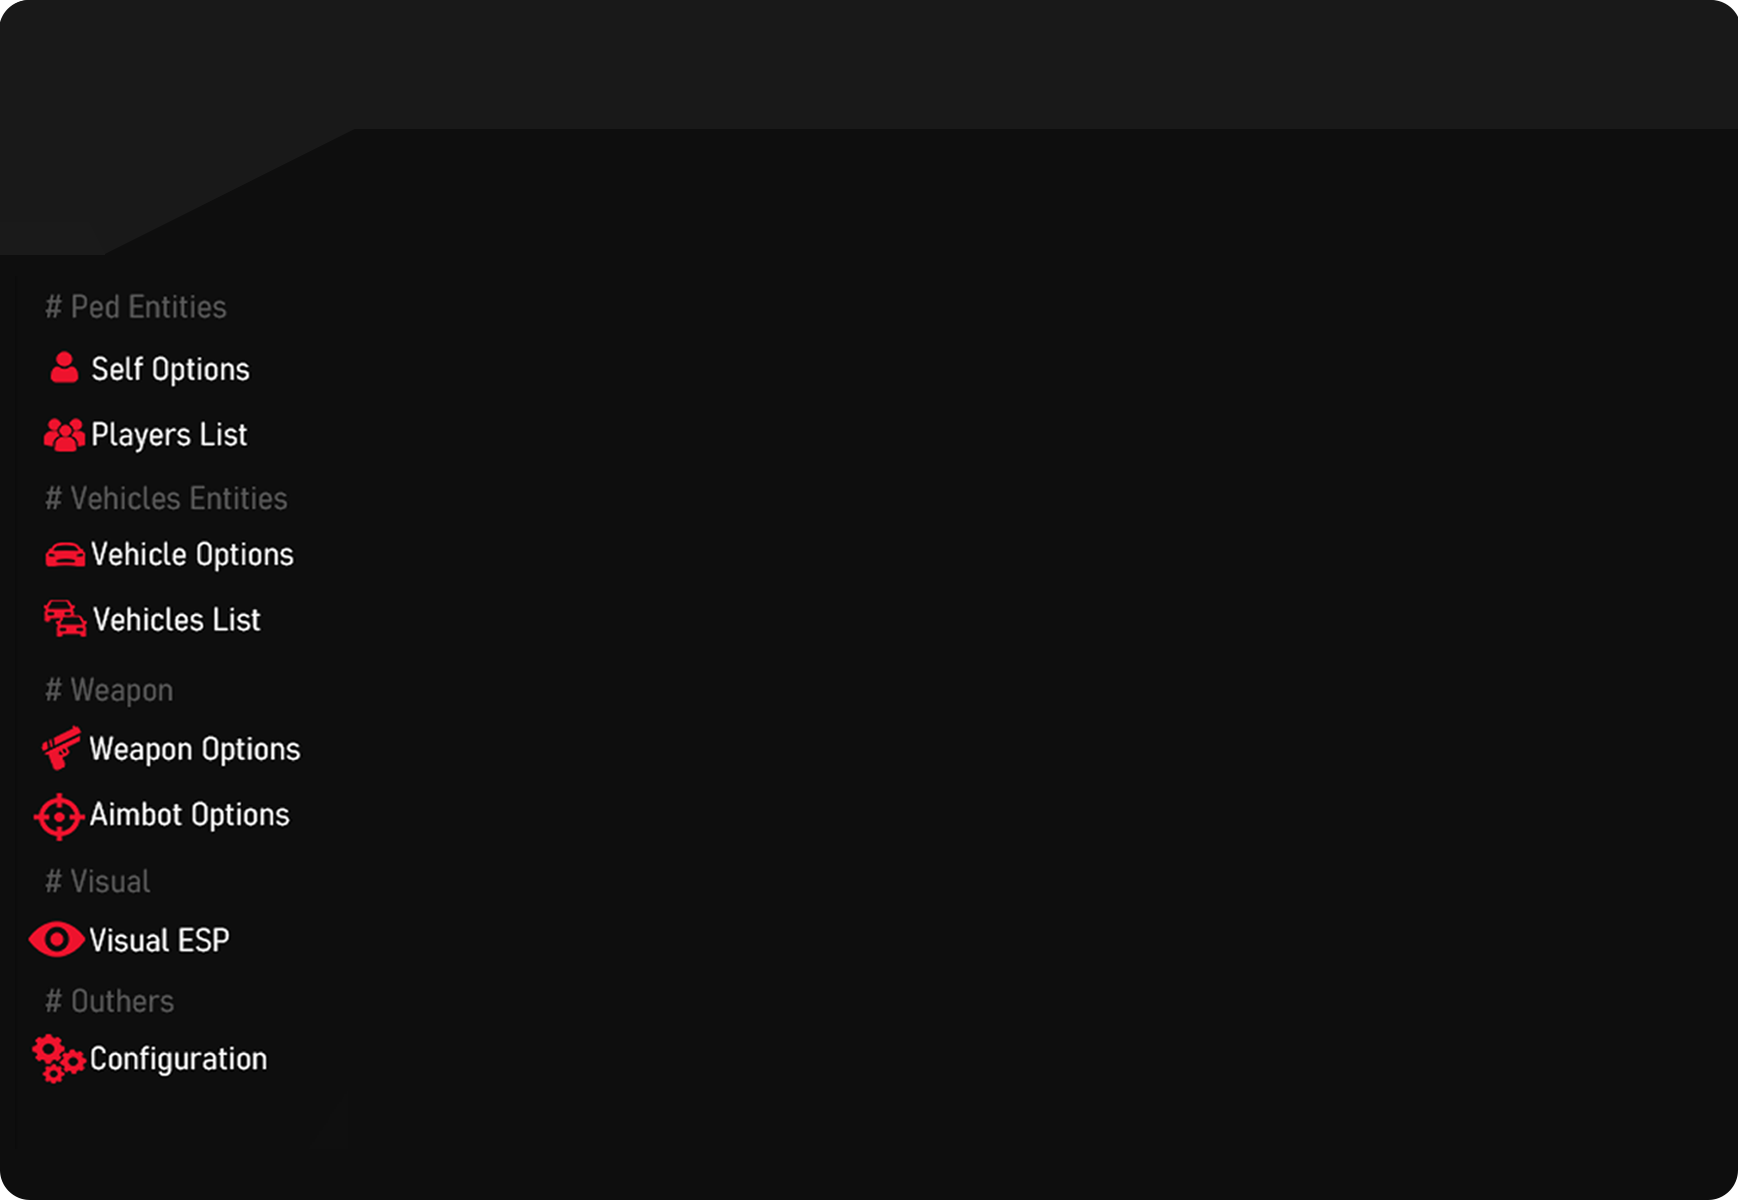 # Ped Entities
Self Options
Players List
# Vehicles Entities
Vehicle Options
Vehicles List
# Weapon
Weapon Options
Aimbot Options
# Visual
Visual ESP
# Outhers
Configuration